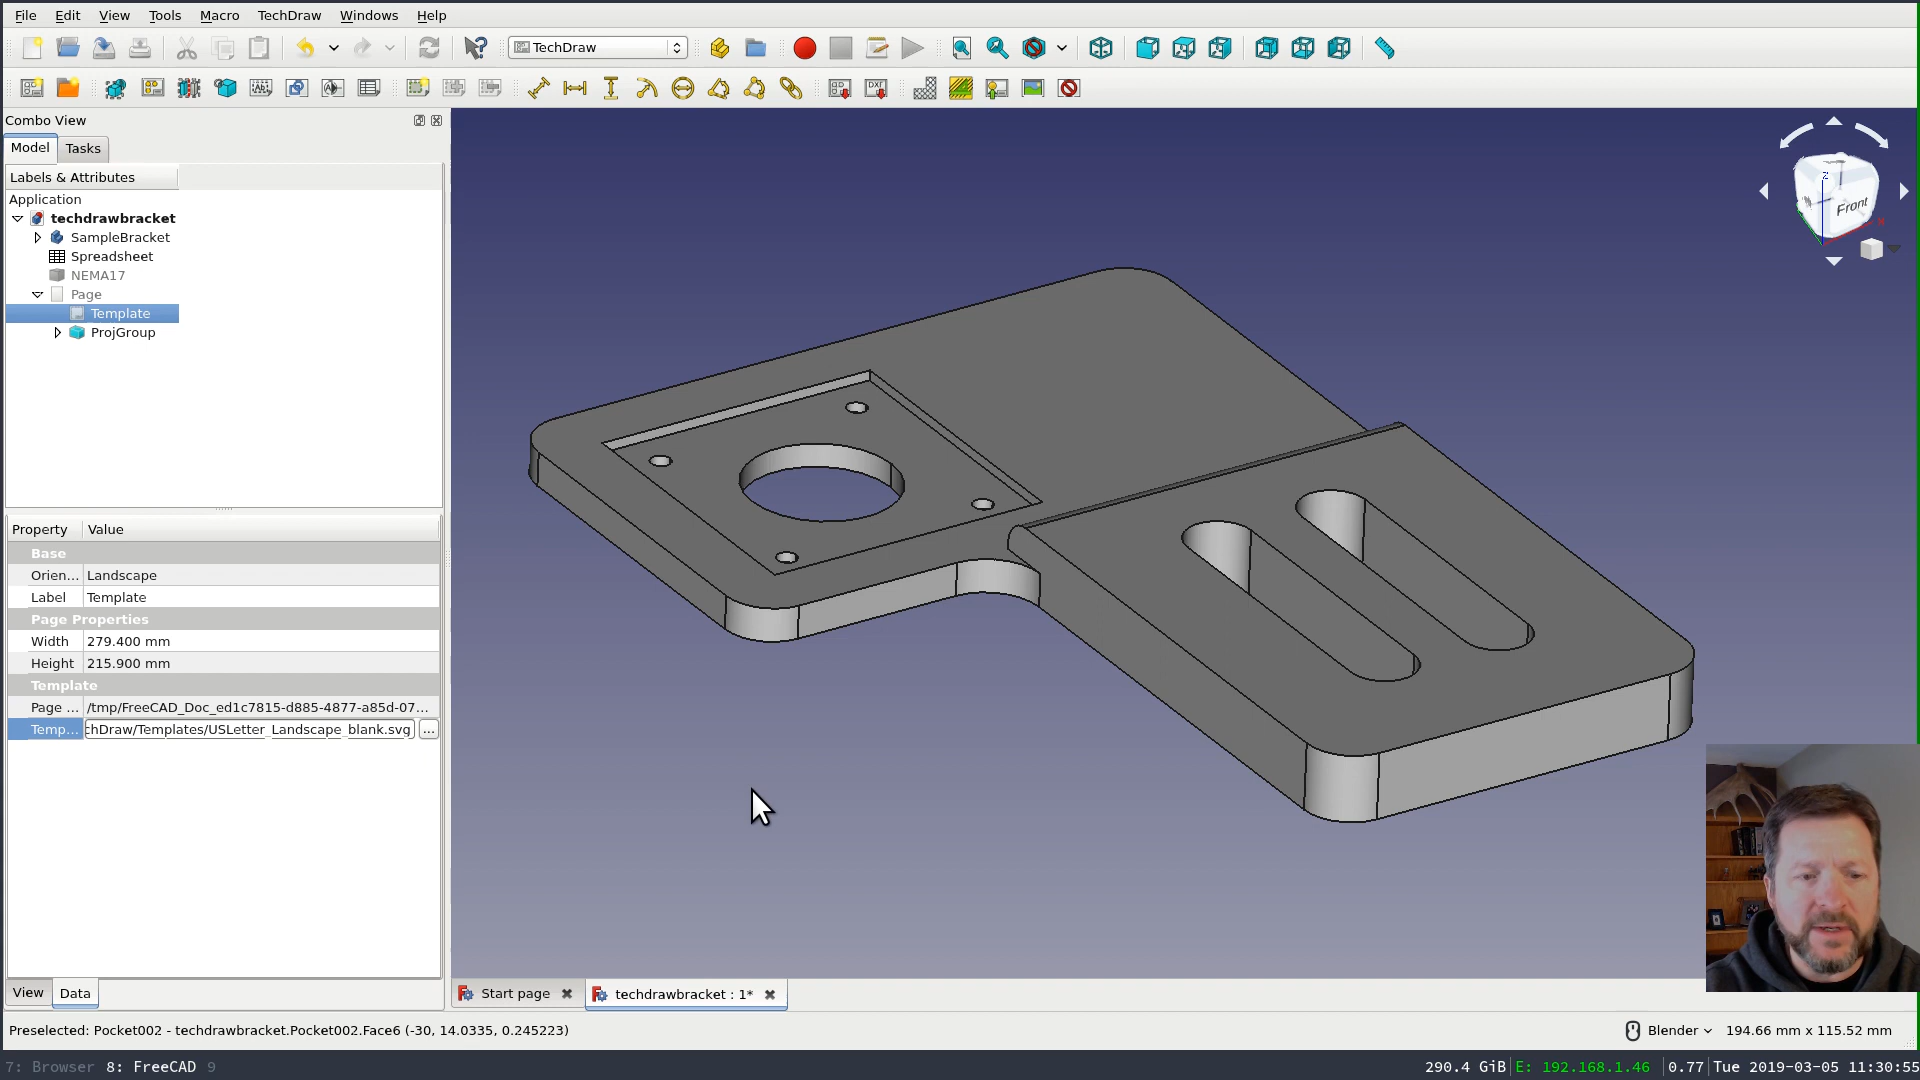 File Edit View Tools Macro TechDraw Windows Help
TechDraw
DXF
Combo View
Model Tasks
Labels & Attributes
Application
techdrawbracket
SampleBracket
Spreadsheet
NEMA17
Page
Template
ProjGroup
Z
Front
x
Property Value
Base
Orien... Landscape
Label Template
Page Properties
Width 279.400 mm
Height 215.900 mm
Template
Page ... /tmp/FreeCAD_Doc_ed1c7815-d885-4877-a85d-07...
Temp... chDraw/Templates/USLetter_Landscape_blank.svg ...
View Data
Start page techdrawbracket : 1*
Preselected: Pocket002 - techdrawbracket.Pocket002.Face6 (-30, 14.0335, 0.245223)
Blender 194.66 mm x 115.52 mm
7: Browser 8: FreeCAD 9
290.4 GiB E: 192.168.1.46 0.77 Tue 2019-03-05 11:30:55